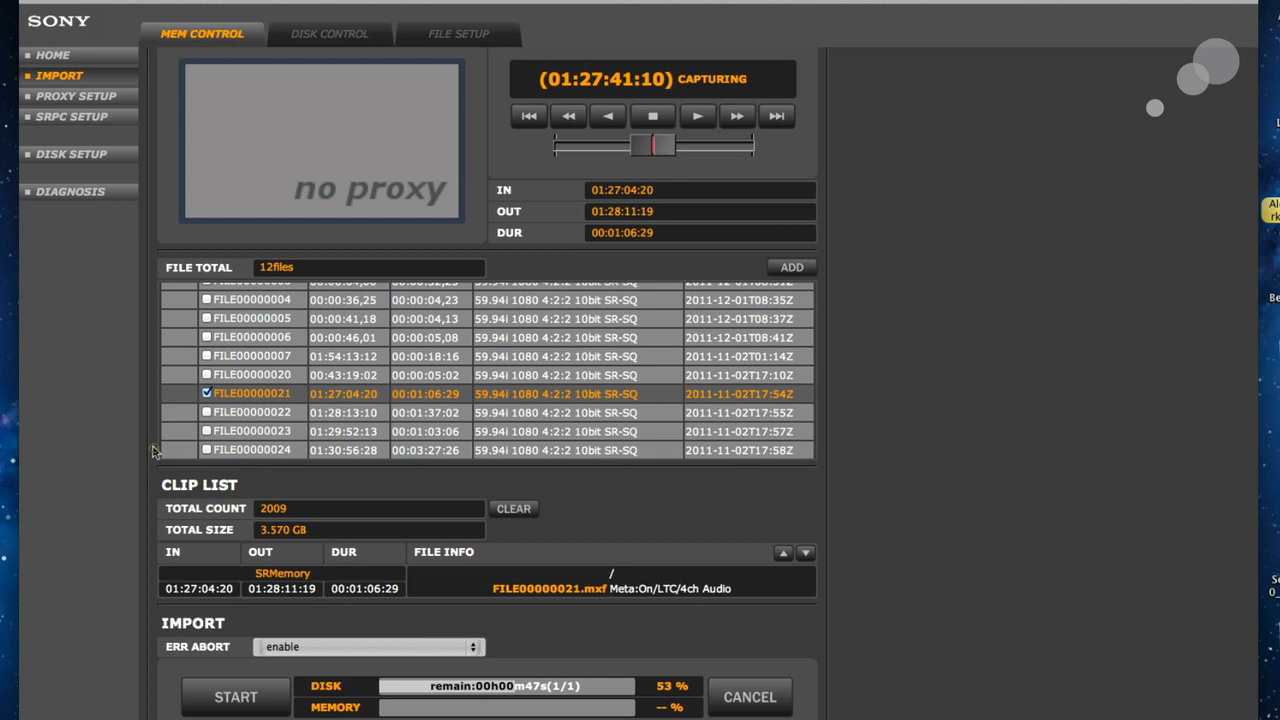 SONY
MEM CONTROL DISK CONTROL FILE SETUP
HOME
IMPORT
PROXY SETUP
SRPC SETUP
DISK SETUP
DIAGNOSIS
no proxy
(01:27:41:10) CAPTURING
IN 01:27:04:20
OUT 01:28:11:19
DUR 00:01:06:29
FILE TOTAL 12files ADD
FILE00000004 00:00:36,25 00:00:04,23 59.94i 1080 4:2:2 10bit SR-SQ 2011-12-01T08:35Z
FILE00000005 00:00:41,18 00:00:04,13 59.94i 1080 4:2:2 10bit SR-SQ 2011-12-01T08:37Z
FILE00000006 00:00:46,01 00:00:05,08 59.94i 1080 4:2:2 10bit SR-SQ 2011-12-01T08:41Z
FILE00000007 01:54:13:12 00:00:18:16 59.94i 1080 4:2:2 10bit SR-SQ 2011-11-02T01:14Z
FILE00000020 00:43:19:02 00:00:05:02 59.94i 1080 4:2:2 10bit SR-SQ 2011-11-02T17:10Z
FILE00000021 01:27:04:20 00:01:06:29 59.94i 1080 4:2:2 10bit SR-SQ 2011-11-02T17:54Z
FILE00000022 01:28:13:10 00:01:37:02 59.94i 1080 4:2:2 10bit SR-SQ 2011-11-02T17:55Z
FILE00000023 01:29:52:13 00:01:03:06 59.94i 1080 4:2:2 10bit SR-SQ 2011-11-02T17:57Z
FILE00000024 01:30:56:28 00:03:27:26 59.94i 1080 4:2:2 10bit SR-SQ 2011-11-02T17:58Z
CLIP LIST
TOTAL COUNT 2009 CLEAR
TOTAL SIZE 3.570 GB
IN OUT DUR FILE INFO
SRMemory /
01:27:04:20 01:28:11:19 00:01:06:29 FILE00000021.mxf Meta:On/LTC/4ch Audio
IMPORT
ERR ABORT enable
START DISK remain:00h00m47s(1/1) 53 % CANCEL
MEMORY -- %